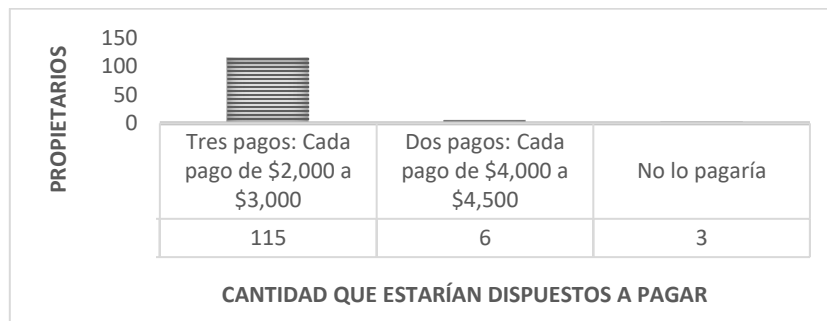 PROPIETARIOS
150
100
50
0
Tres pagos: Cada
pago de $2,000 a
$3,000
Dos pagos: Cada
pago de $4,000 a
$4,500
No lo pagaría
115
6
3
CANTIDAD QUE ESTARÍAN DISPUESTOS A PAGAR